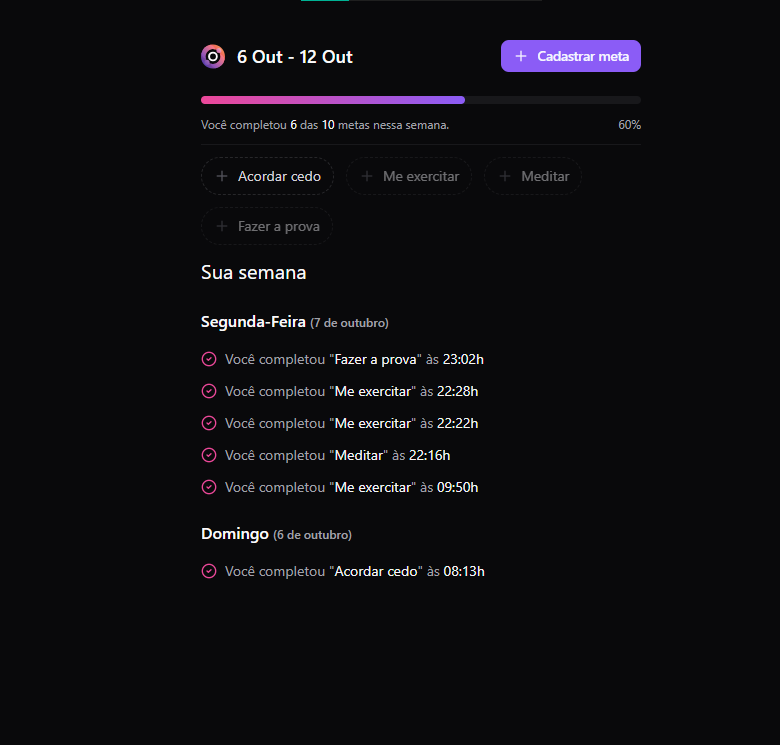 6 Out - 12 Out
Cadastrar meta
Você completou 6 das 10 metas nessa semana.
60%
Acordar cedo
Me exercitar
Meditar
Fazer a prova
Sua semana
Segunda-Feira (7 de outubro)
Você completou "Fazer a prova" às 23:02h
Você completou "Me exercitar" às 22:28h
Você completou "Me exercitar" às 22:22h
Você completou "Meditar" às 22:16h
Você completou "Me exercitar" às 09:50h
Domingo (6 de outubro)
Você completou "Acordar cedo" às 08:13h